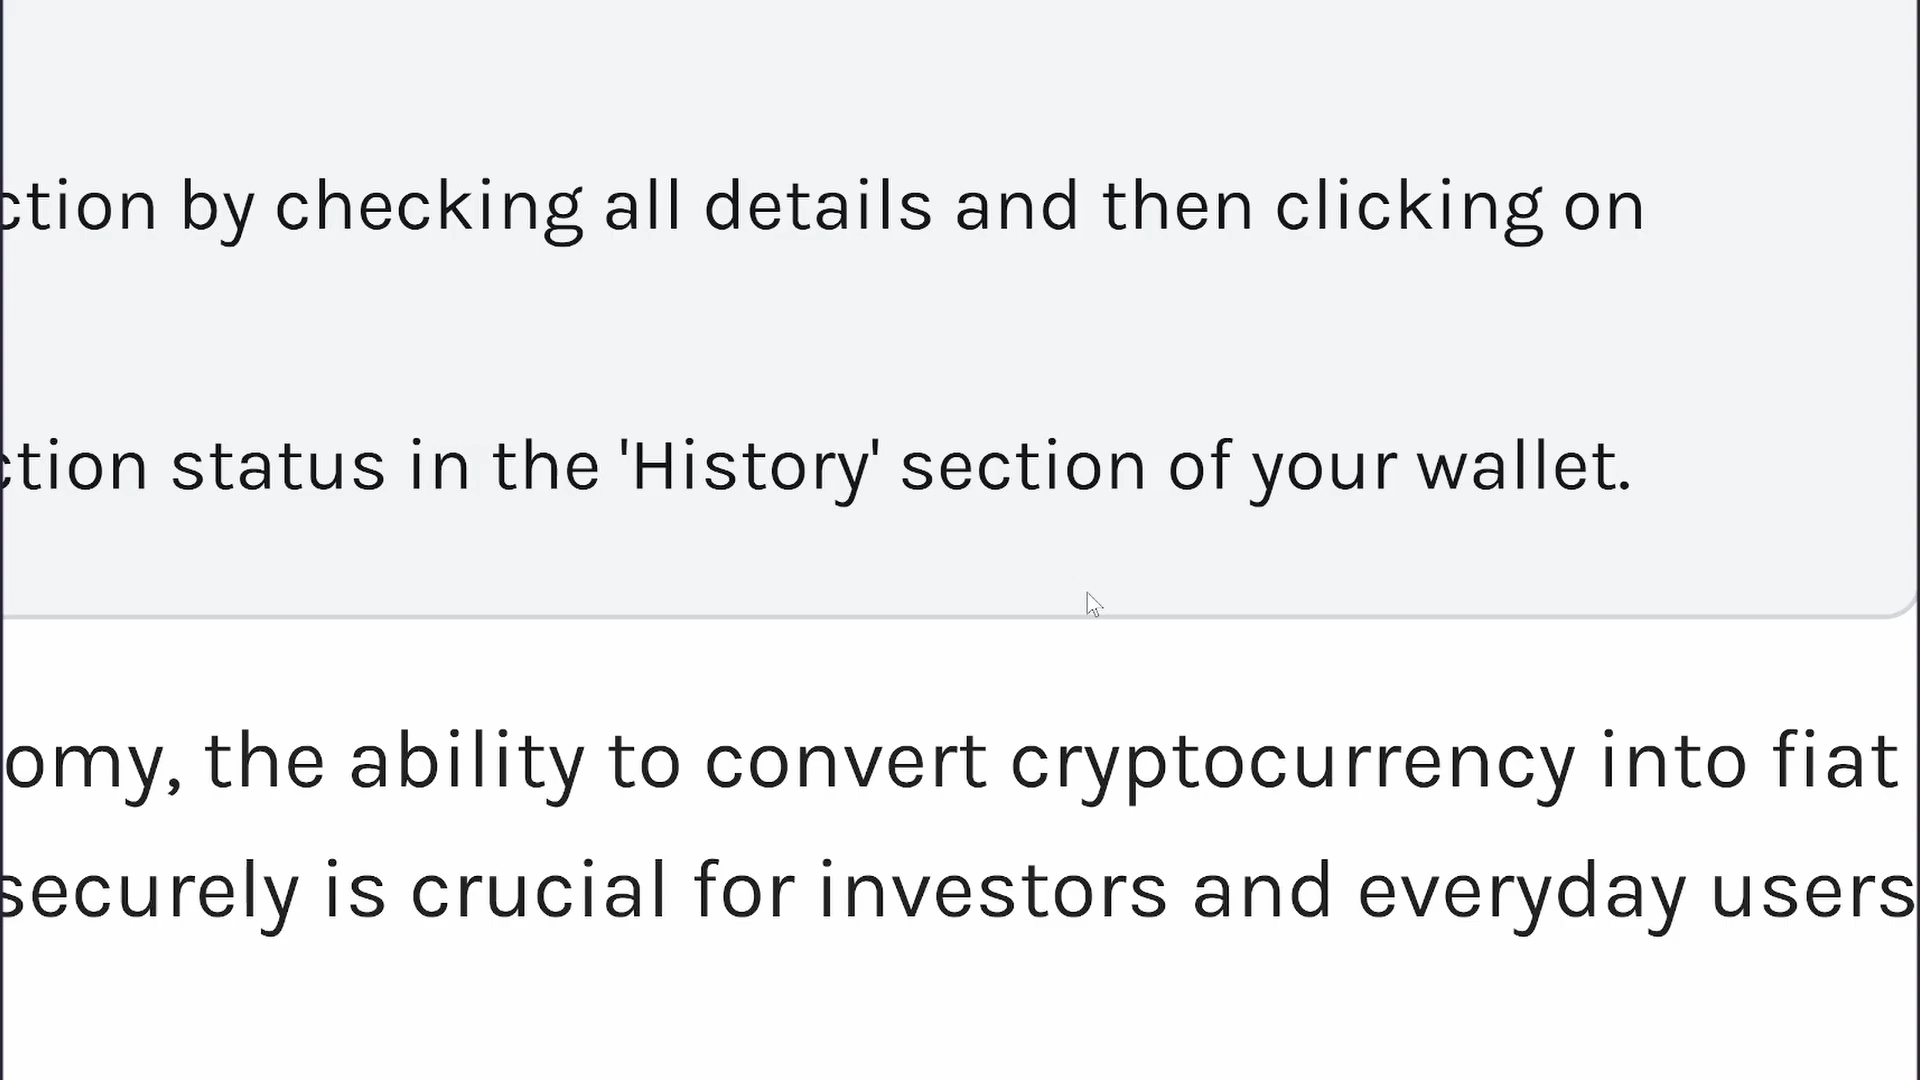 ction by checking all details and then clicking on
ction status in the 'History' section of your wallet.
omy, the ability to convert cryptocurrency into fiat
securely is crucial for investors and everyday users